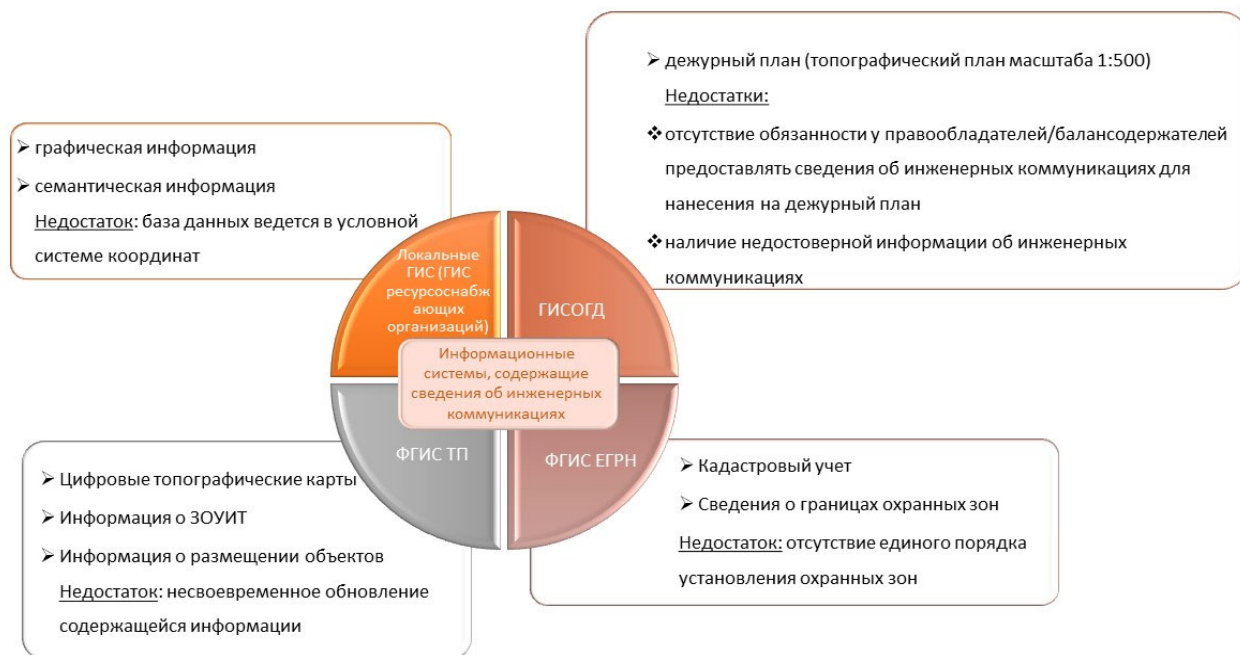 ➢ дежурный план (топографический план масштаба 1:500)
Недостатки:
❖ отсутствие обязанности у правообладателей/балансодержателей
предоставлять сведения об инженерных коммуникациях для
нанесения на дежурный план
❖ наличие недостоверной информации об инженерных
коммуникациях
➢ графическая информация
➢ семантическая информация
Недостаток: база данных ведется в условной
системе координат
Локальные
ГИС (ГИС
ресурсоснабж
ающих
организаций)
ГИСОГД
Информационные
системы, содержащие
сведения об инженерных
коммуникациях
ФГИС ТП
ФГИС ЕГРН
➢ Цифровые топографические карты
➢ Информация о ЗОУИТ
➢ Информация о размещении объектов
Недостаток: несвоевременное обновление
содержащейся информации
➢ Кадастровый учет
➢ Сведения о границах охранных зон
Недостаток: отсутствие единого порядка
установления охранных зон